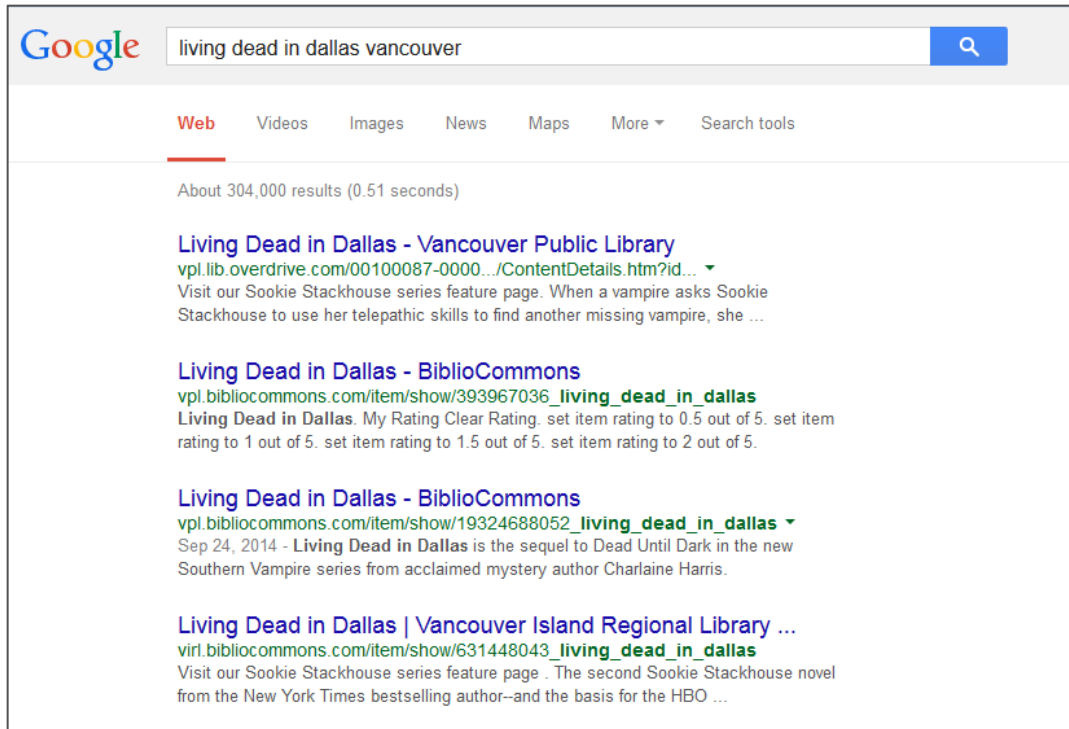 Google
living dead in dallas vancouver
Web Videos Images News Maps More Search tools
About 304,000 results (0.51 seconds)
Living Dead in Dallas - Vancouver Public Library
vpl.lib.overdrive.com/00100087-0000.../ContentDetails.htm?id...
Visit our Sookie Stackhouse series feature page. When a vampire asks Sookie
Stackhouse to use her telepathic skills to find another missing vampire, she ...
Living Dead in Dallas - BiblioCommons
vpl.bibliocommons.com/item/show/393967036_living_dead_in_dallas
Living Dead in Dallas. My Rating Clear Rating. set item rating to 0.5 out of 5. set item
rating to 1 out of 5. set item rating to 1.5 out of 5. set item rating to 2 out of 5.
Living Dead in Dallas - BiblioCommons
vpl.bibliocommons.com/item/show/19324688052_living_dead_in_dallas
Sep 24, 2014 - Living Dead in Dallas is the sequel to Dead Until Dark in the new
Southern Vampire series from acclaimed mystery author Charlaine Harris.
Living Dead in Dallas | Vancouver Island Regional Library ...
virl.bibliocommons.com/item/show/631448043_living_dead_in_dallas
Visit our Sookie Stackhouse series feature page . The second Sookie Stackhouse novel
from the New York Times bestselling author--and the basis for the HBO ...